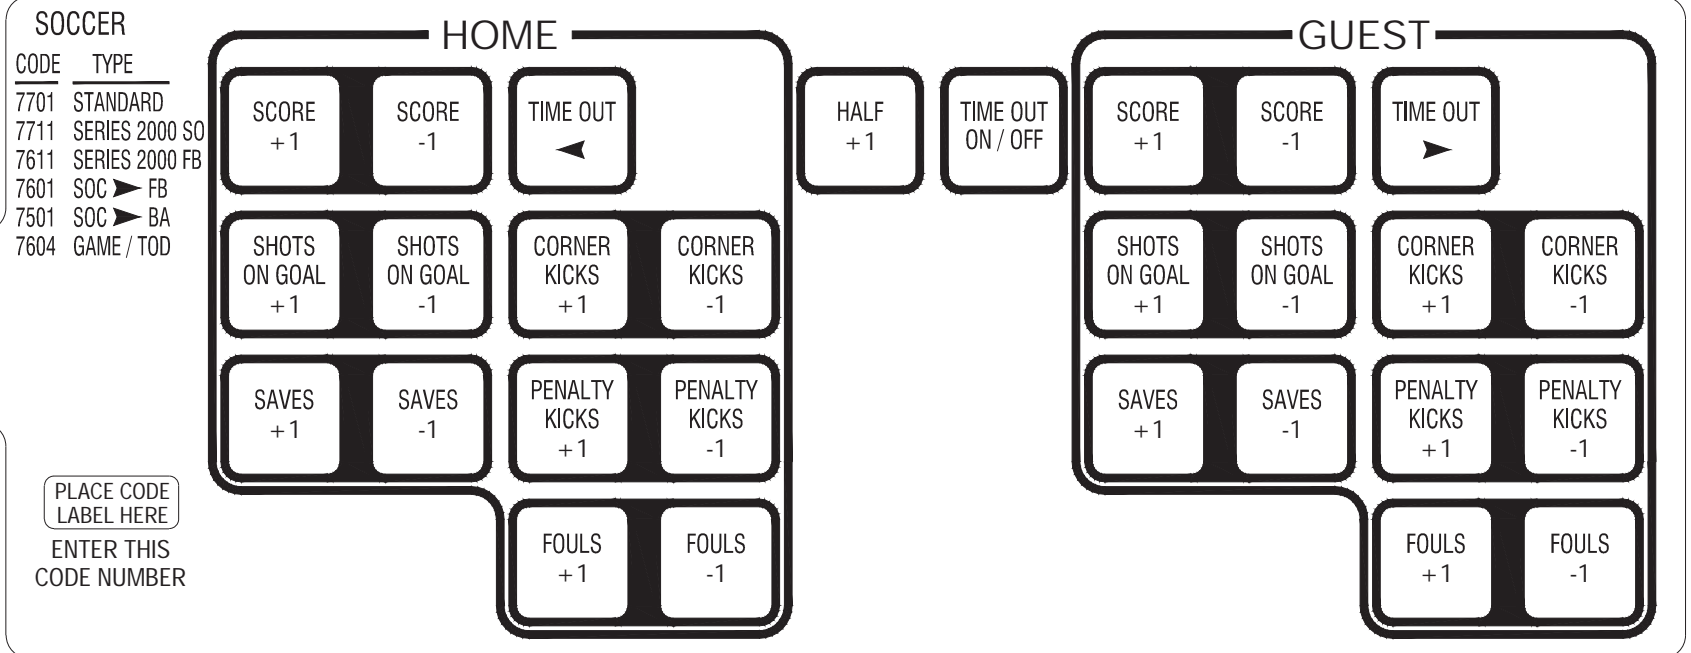 SOCCER
CODE TYPE
7701 STANDARD
7711 SERIES 2000 SO
7611 SERIES 2000 FB
7601 SOC ➤ FB
7501 SOC ➤ BA
7604 GAME / TOD
PLACE CODE
LABEL HERE
ENTER THIS
CODE NUMBER
HOME
SCORE
+1
SCORE
-1
TIME OUT
◄
SHOTS
ON GOAL
+1
SHOTS
ON GOAL
-1
CORNER
KICKS
+1
CORNER
KICKS
-1
SAVES
+1
SAVES
-1
PENALTY
KICKS
+1
PENALTY
KICKS
-1
FOULS
+1
FOULS
-1
HALF
+1
TIME OUT
ON / OFF
GUEST
SCORE
+1
SCORE
-1
TIME OUT
➤
SHOTS
ON GOAL
+1
SHOTS
ON GOAL
-1
CORNER
KICKS
+1
CORNER
KICKS
-1
SAVES
+1
SAVES
-1
PENALTY
KICKS
+1
PENALTY
KICKS
-1
FOULS
+1
FOULS
-1